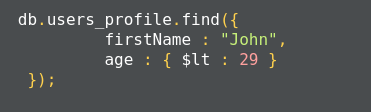 db.users_profile.find({
firstName : "John",
age : { $lt : 29 }
});